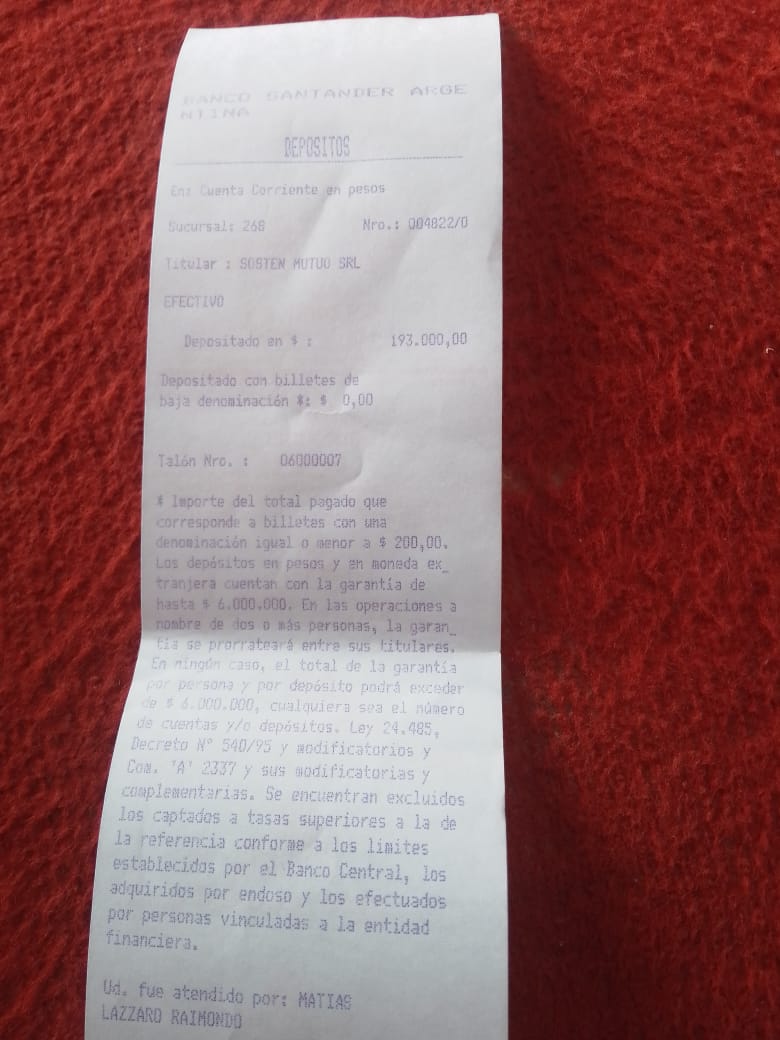 BANCO SANTANDER ARGE
NTINA
DEPOSITOS
En: Cuenta Corriente en pesos
Sucursal: 268 Nro.: 004822/0
Titular : SOSTEN MUTUO SRL
EFECTIVO
Depositado en $ : 193.000,00
Depositado con billetes de
baja denominación *: $ 0,00
Talón Nro. : 06000007
* Importe del total pagado que
corresponde a billetes con una
denominación igual o menor a $ 200,00.
Los depósitos en pesos y en moneda ex_
tranjera cuentan con la garantía de
hasta $ 6.000.000. En las operaciones a
nombre de dos o más personas, la garan_
tía se prorrateará entre sus titulares.
En ningún caso, el total de la garantía
por persona y por depósito podrá exceder
de $ 6.000.000, cualquiera sea el número
de cuentas y/o depósitos. Ley 24.485,
Decreto N° 540/95 y modificatorios y
Com. 'A' 2337 y sus modificatorias y
complementarias. Se encuentran excluidos
los captados a tasas superiores a la de
la referencia conforme a los limites
establecidos por el Banco Central, los
adquiridos por endoso y los efectuados
por personas vinculadas a la entidad
financiera.
Ud. fue atendido por: MATIAS
LAZZARO RAIMONDO